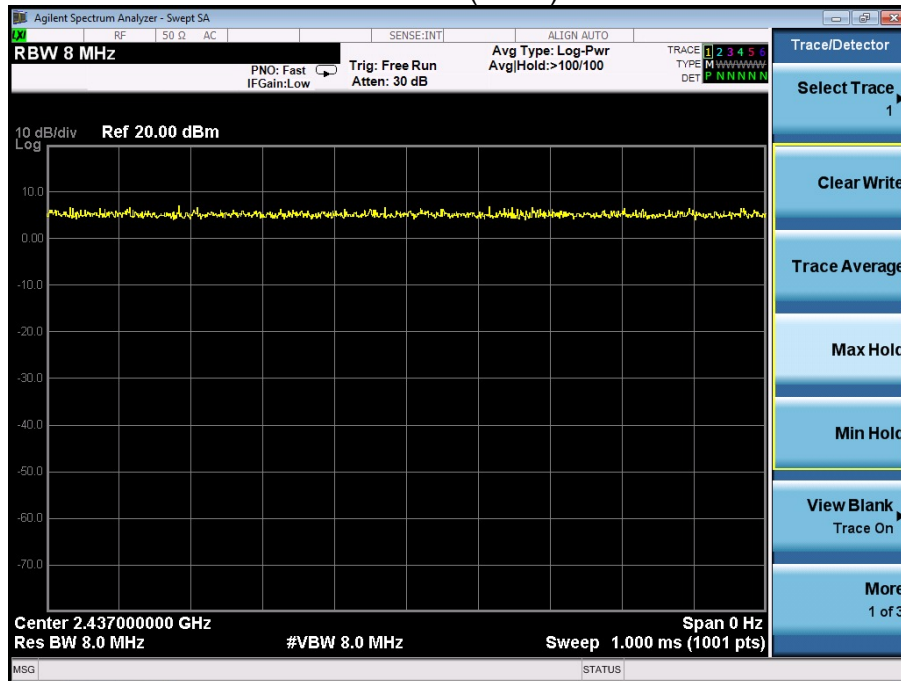 Agilent Spectrum Analyzer - Swept SA
LXI RF 50 Ω AC SENSE:INT ALIGN AUTO
RBW 8 MHz
PNO: Fast
IFGain:Low
Trig: Free Run
Atten: 30 dB
Avg Type: Log-Pwr
Avg|Hold:>100/100
TRACE 1 2 3 4 5 6
TYPE M WWWWW
DET P N N N N N
10 dB/div
Log
Ref 20.00 dBm
10.0
0.00
-10.0
-20.0
-30.0
-40.0
-50.0
-60.0
-70.0
Center 2.437000000 GHz
Span 0 Hz
Res BW 8.0 MHz
#VBW 8.0 MHz
Sweep 1.000 ms (1001 pts)
MSG
STATUS
Trace/Detector
Select Trace
1
Clear Write
Trace Average
Max Hold
Min Hold
View Blank
Trace On
More
1 of 3